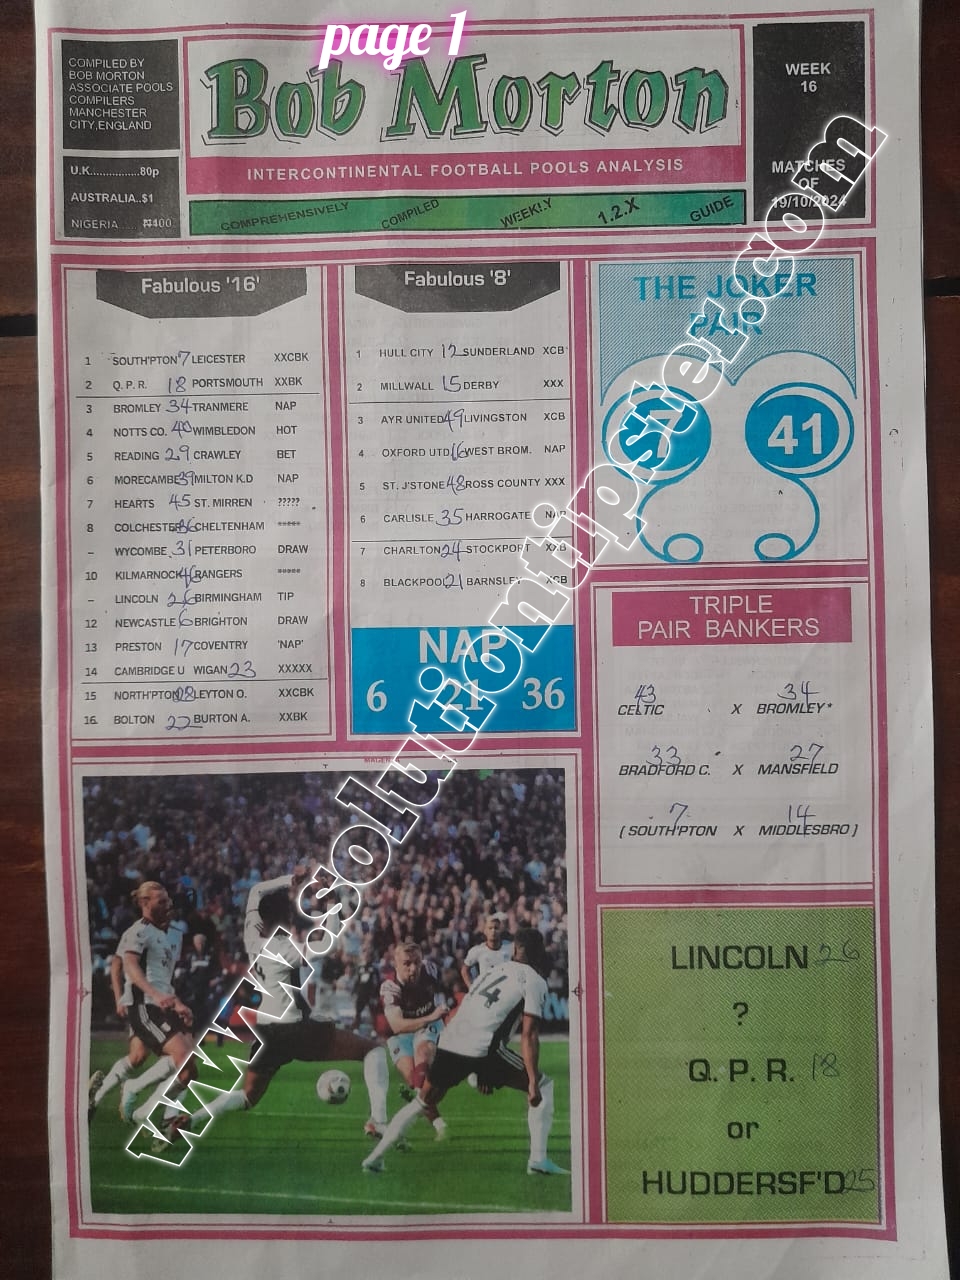 page 1
COMPILED BY
BOB MORTON
ASSOCIATE POOLS
COMPILERS
MANCHESTER
CITY,ENGLAND
U.K................80p
AUSTRALIA..$1
NIGERIA..... ₦400
Bob Morton
INTERCONTINENTAL FOOTBALL POOLS ANALYSIS
COMPREHENSIVELY COMPILED WEEKLY 1.2.X GUIDE
WEEK
16
MATCHES
OF
19/10/2024
Fabulous '16'
1 SOUTH'PTON 7 LEICESTER XXCBK
2 Q.P.R. 18 PORTSMOUTH XXBK
3 BROMLEY 34 TRANMERE NAP
4 NOTTS CO. 40 WIMBLEDON HOT
5 READING 29 CRAWLEY BET
6 MORECAMBE 39 MILTON K.D NAP
7 HEARTS 45 ST. MIRREN ?????
8 COLCHESTER 36 CHELTENHAM *****
– WYCOMBE 31 PETERBORO DRAW
10 KILMARNOCK 46 RANGERS *****
– LINCOLN 26 BIRMINGHAM TIP
12 NEWCASTLE 6 BRIGHTON DRAW
13 PRESTON 17 COVENTRY 'NAP'
14 CAMBRIDGE U WIGAN 23 XXXXX
15 NORTH'PTON 28 LEYTON O. XXCBK
16. BOLTON 22 BURTON A. XXBK
Fabulous '8'
1 HULL CITY 12 SUNDERLAND XCB
2 MILLWALL 15 DERBY XXX
3 AYR UNITED 49 LIVINGSTON XCB
4 OXFORD UTD 16 WEST BROM. NAP
5 ST. J'STONE 48 ROSS COUNTY XXX
6 CARLISLE 35 HARROGATE NAP
7 CHARLTON 24 STOCKPORT XXB
8 BLACKPOOL 21 BARNSLEY XCB
NAP
6 21 36
THE JOKER
PAIR
41
TRIPLE
PAIR BANKERS
43 34
CELTIC X BROMLEY*
33 27
BRADFORD C. X MANSFIELD
7 14
( SOUTH'PTON X MIDDLESBRO )
MAGENTA
14
LINCOLN 26
?
Q. P. R. 18
or
HUDDERSF'D 25
www.solutiontipster.com